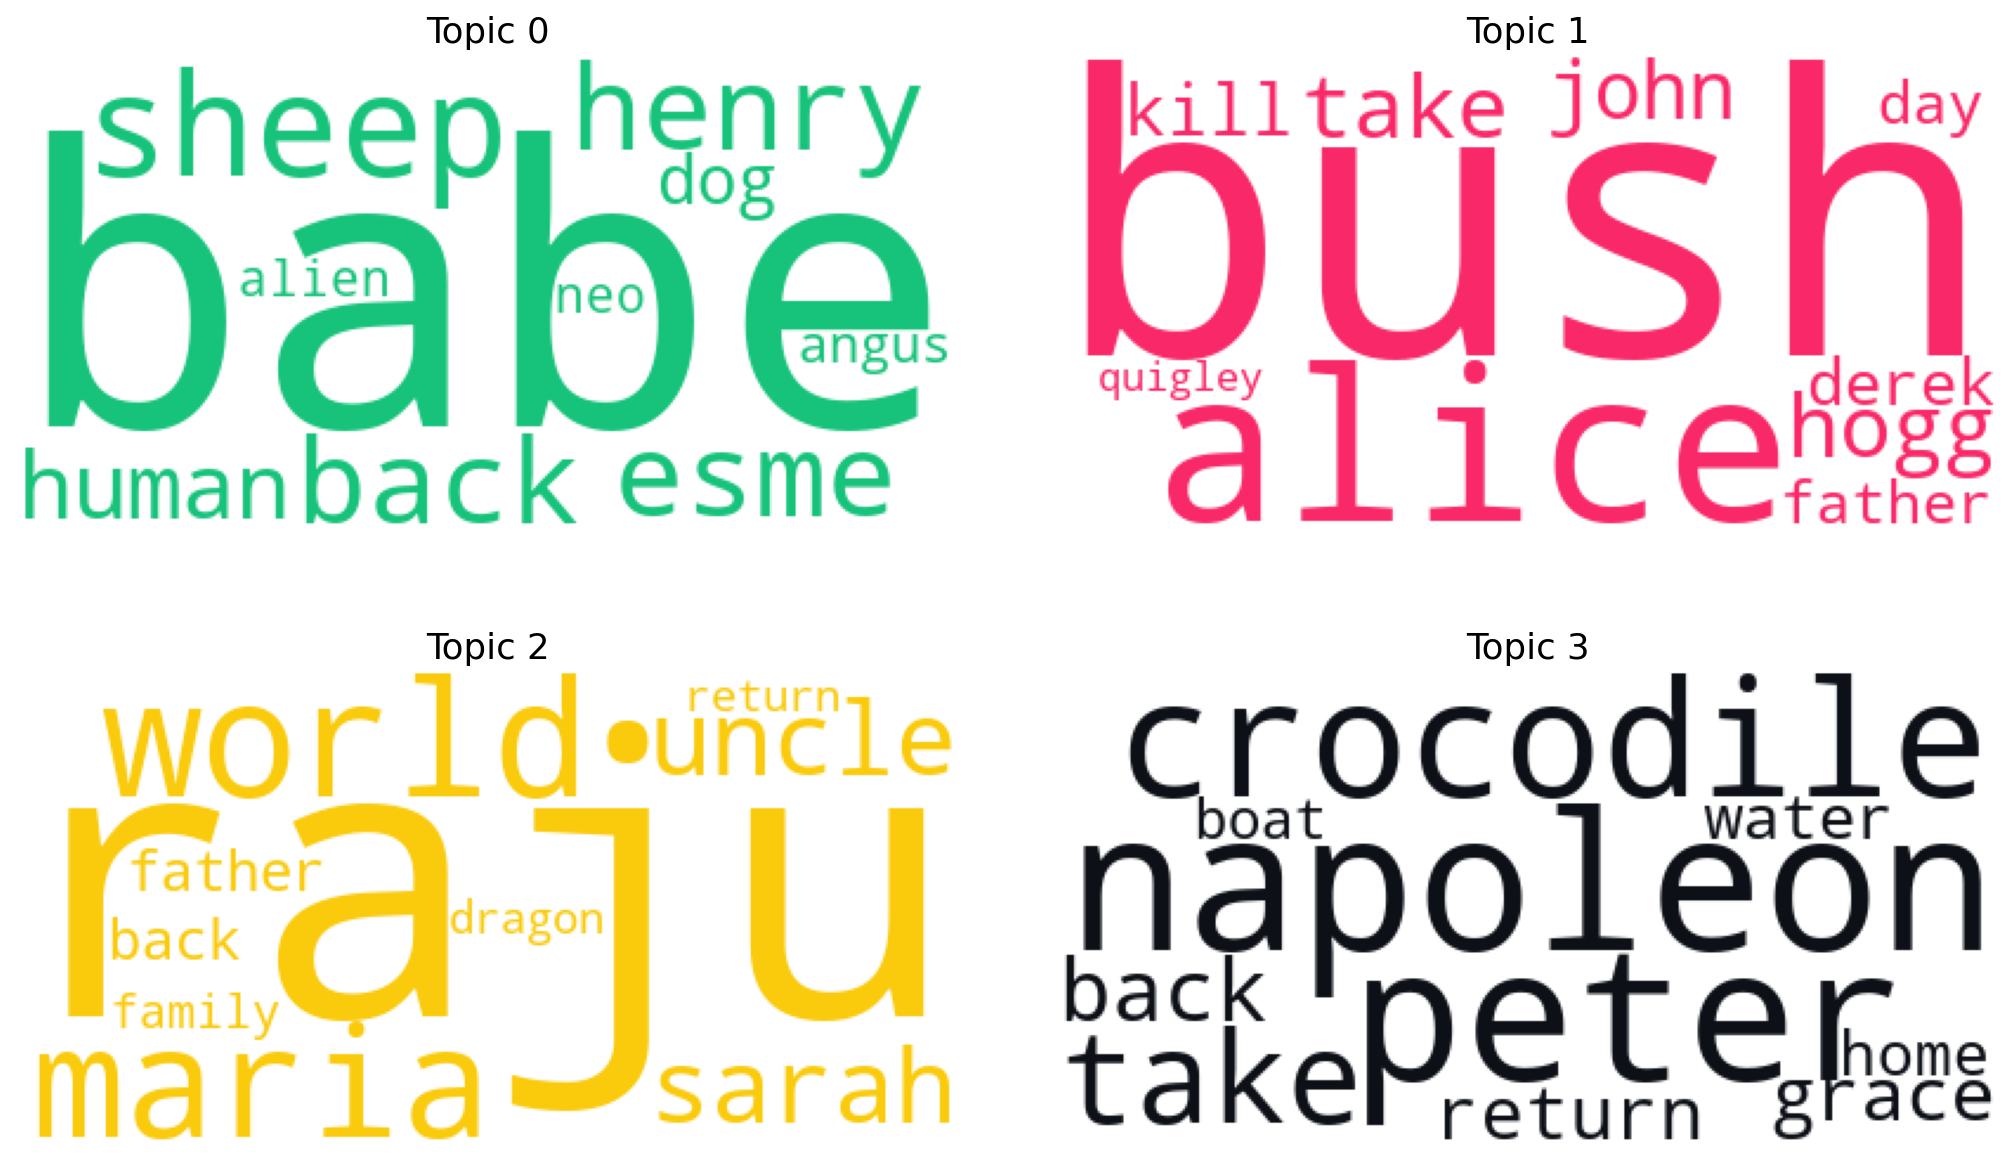 Topic 0
sheep henry
dog
babe
alien neo
angus
human back esme
Topic 1
kill take john day
bush
quigley derek
alice hogg
father
Topic 2
world return
uncle
raju
father
back dragon
family
maria sarah
Topic 3
crocodile
boat water
napoleon
back peter
take home
return grace